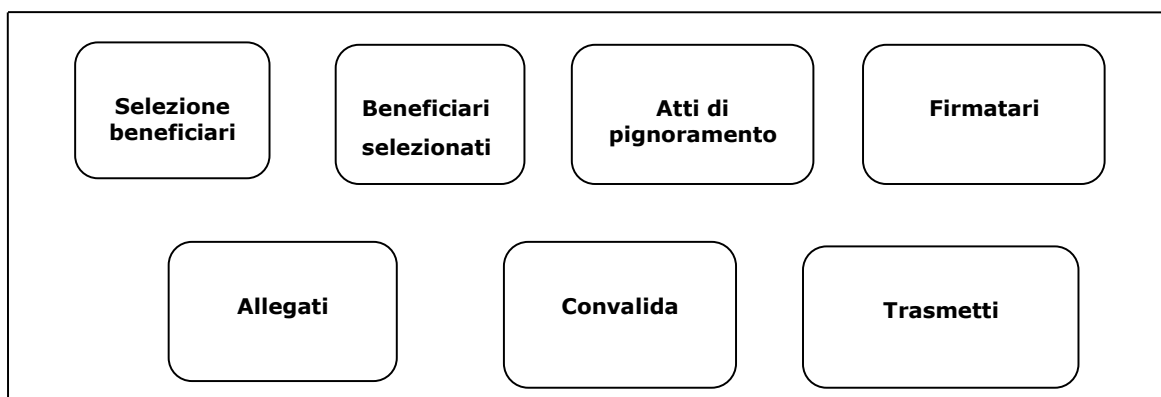 Selezione
beneficiari
Beneficiari
selezionati
Atti di
pignoramento
Firmatari
Allegati
Convalida
Trasmetti